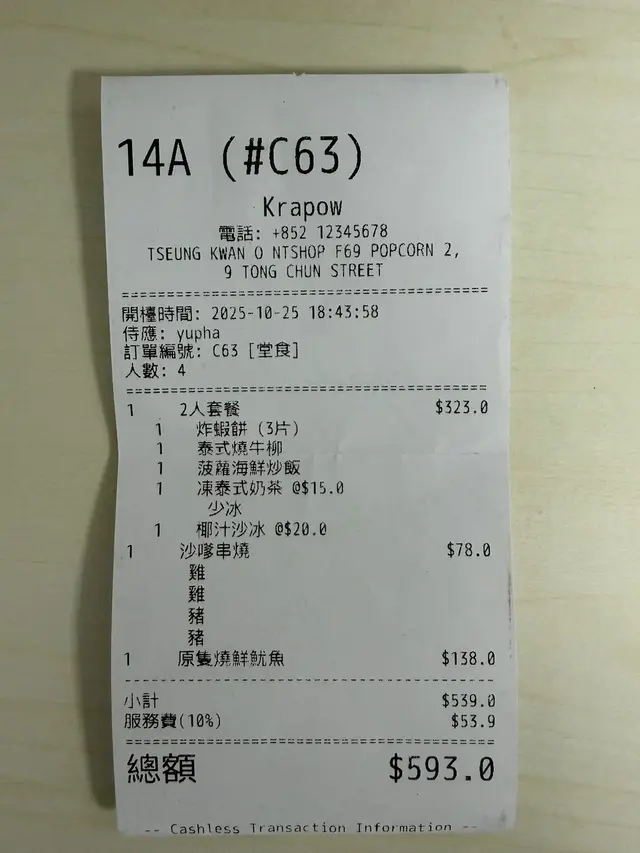 14A (#C63)
Krapow
電話: +852 12345678
TSEUNG KWAN O NTSHOP F69 POPCORN 2,
9 TONG CHUN STREET
================================================
開檯時間: 2025-10-25 18:43:58
侍應: yupha
訂單編號: C63 [堂食]
人數: 4
================================================
1 2人套餐 $323.0
1 炸蝦餅 (3片)
1 泰式燒牛柳
1 菠蘿海鮮炒飯
1 凍泰式奶茶 @$15.0
少冰
1 椰汁沙冰 @$20.0
1 沙嗲串燒 $78.0
雞
雞
豬
豬
1 原隻燒鮮魷魚 $138.0
------------------------------------------------
小計 $539.0
服務費(10%) $53.9
================================================
總額 $593.0
-- Cashless Transaction Information --